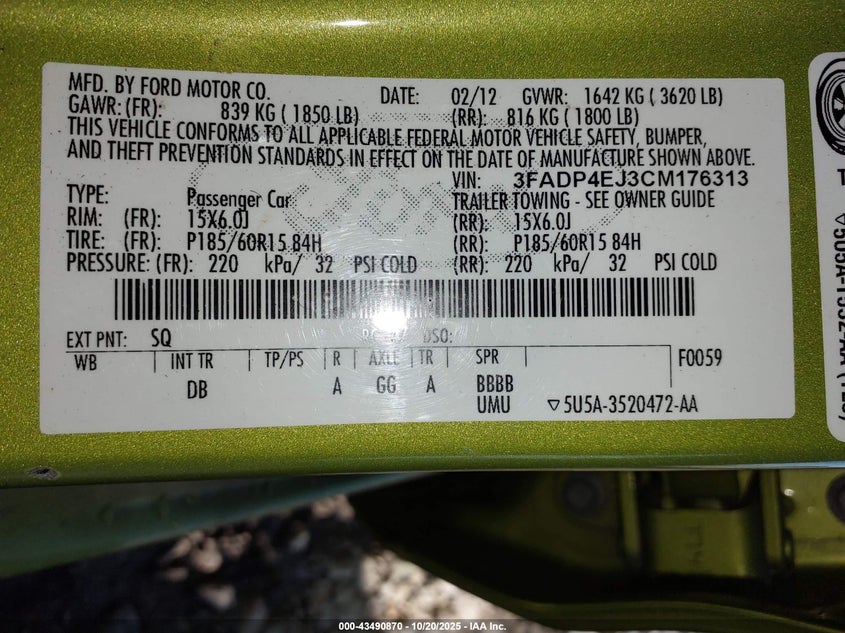 MFD. BY FORD MOTOR CO. DATE: 02/12 GVWR: 1642 KG ( 3620 LB)
GAWR: (FR): 839 KG ( 1850 LB) (RR): 816 KG ( 1800 LB)
THIS VEHICLE CONFORMS TO ALL APPLICABLE FEDERAL MOTOR VEHICLE SAFETY, BUMPER,
AND THEFT PREVENTION STANDARDS IN EFFECT ON THE DATE OF MANUFACTURE SHOWN ABOVE.
VIN: 3FADP4EJ3CM176313
TYPE: Passenger Car TRAILER TOWING - SEE OWNER GUIDE
RIM: (FR): 15X6.0J (RR): 15X6.0J
TIRE: (FR): P185/60R15 84H (RR): P185/60R15 84H
PRESSURE: (FR): 220 kPa/ 32 PSI COLD (RR): 220 kPa/ 32 PSI COLD
EXT PNT: SQ DSO:
WB INT TR TP/PS R AXLE TR SPR F0059
DB A GG A BBBB
UMU ▽5U5A-3520472-AA
000-43490870 | 10/20/2025 | IAA Inc.